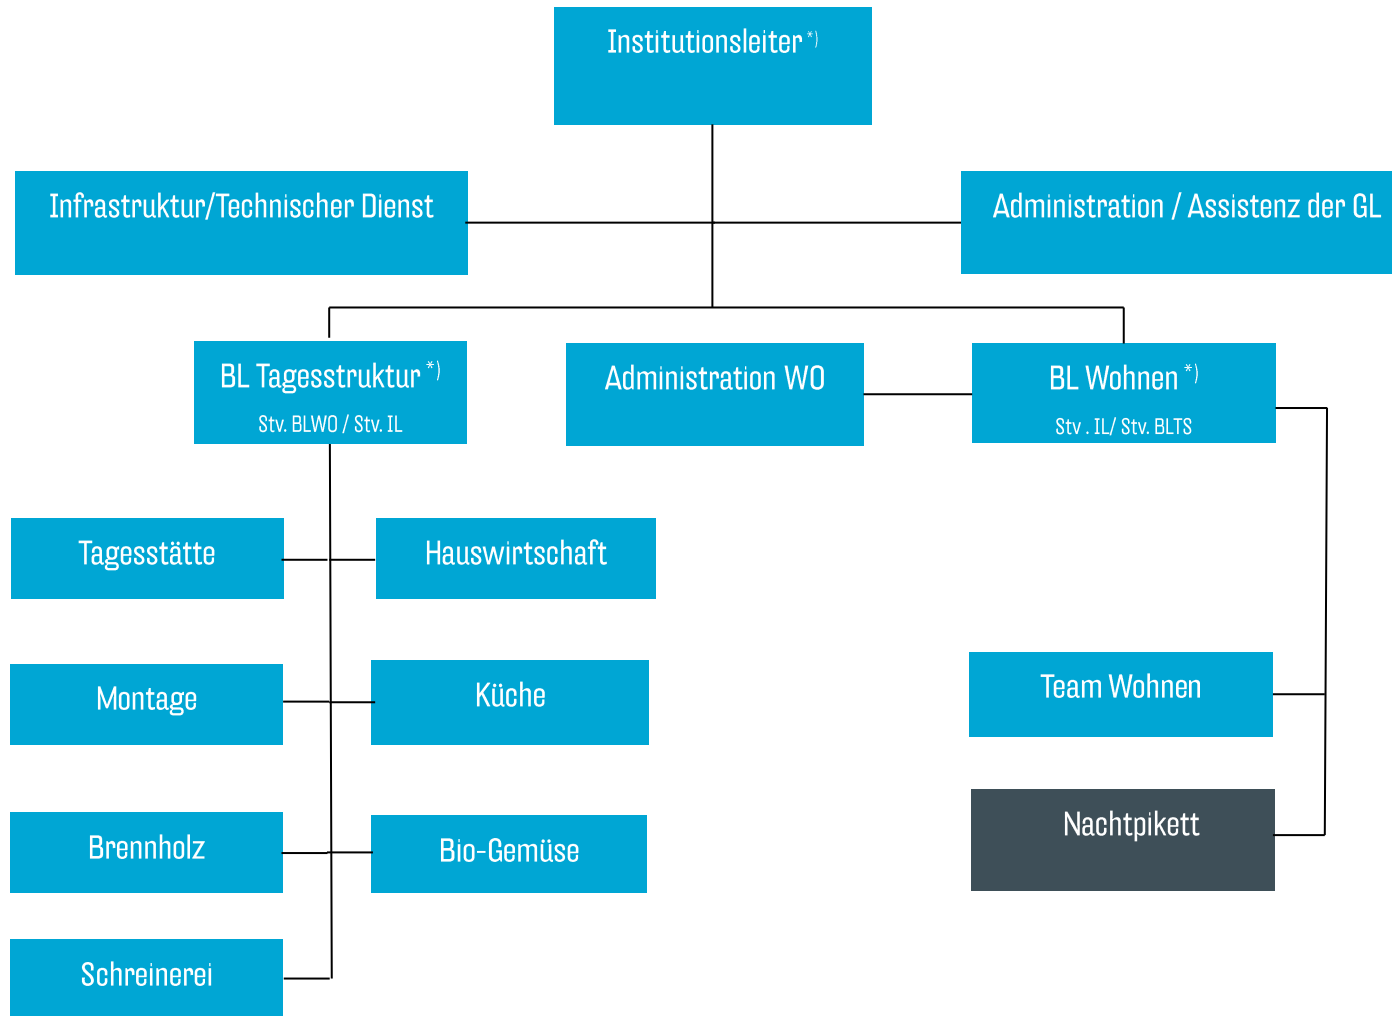 Institutionsleiter *)
Infrastruktur/Technischer Dienst
Administration / Assistenz der GL
BL Tagesstruktur *)
Stv. BLWO / Stv. IL
Administration WO
BL Wohnen *)
Stv . IL/ Stv. BLTS
Tagesstätte
Hauswirtschaft
Montage
Küche
Team Wohnen
Brennholz
Bio-Gemüse
Nachtpikett
Schreinerei